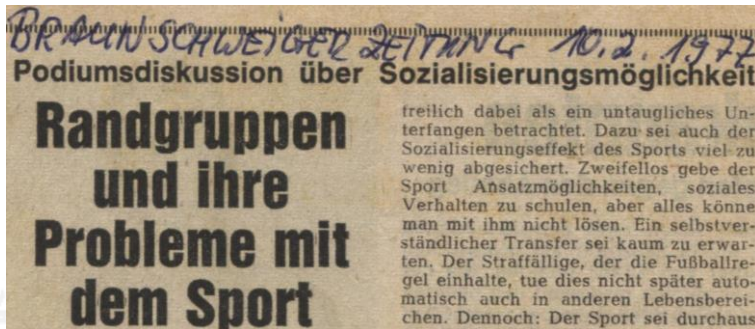 BRAUNSCHWEIGER ZEITUNG 10.2.1977
Podiumsdiskussion über Sozialisierungsmöglichkeit
Randgruppen
und ihre
Probleme mit
dem Sport
freilich dabei als ein untaugliches Un-
terfangen betrachtet. Dazu sei auch der
Sozialisierungseffekt des Sports viel zu
wenig abgesichert. Zweifellos gebe der
Sport Ansatzmöglichkeiten, soziales
Verhalten zu schulen, aber alles könne
man mit ihm nicht lösen. Ein selbstver-
ständlicher Transfer sei kaum zu erwar-
ten. Der Straffällige, der die Fußballre-
gel einhalte, tue dies nicht später auto-
matisch auch in anderen Lebensberei-
chen. Dennoch: Der Sport sei durchaus